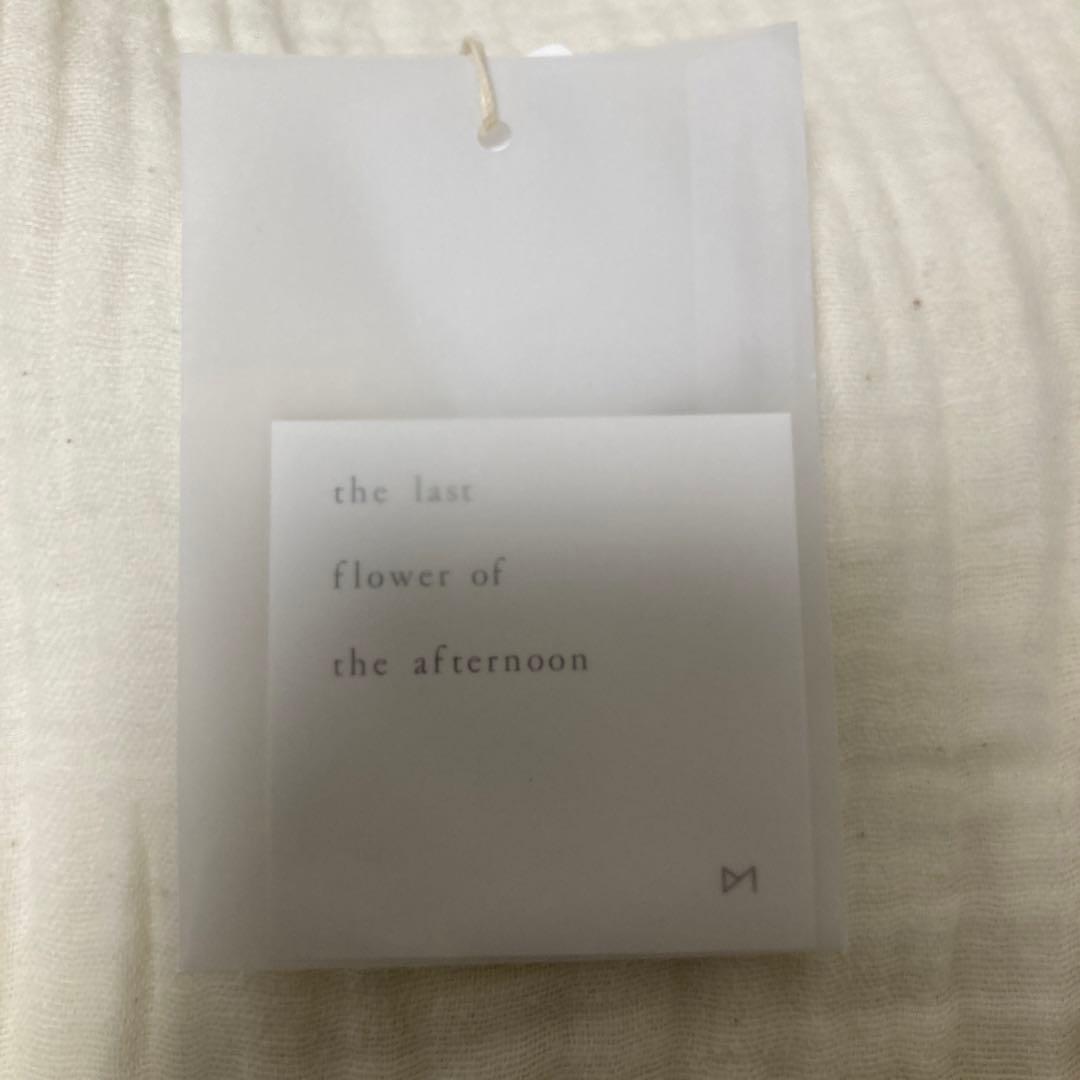 the last
flower of
the afternoon